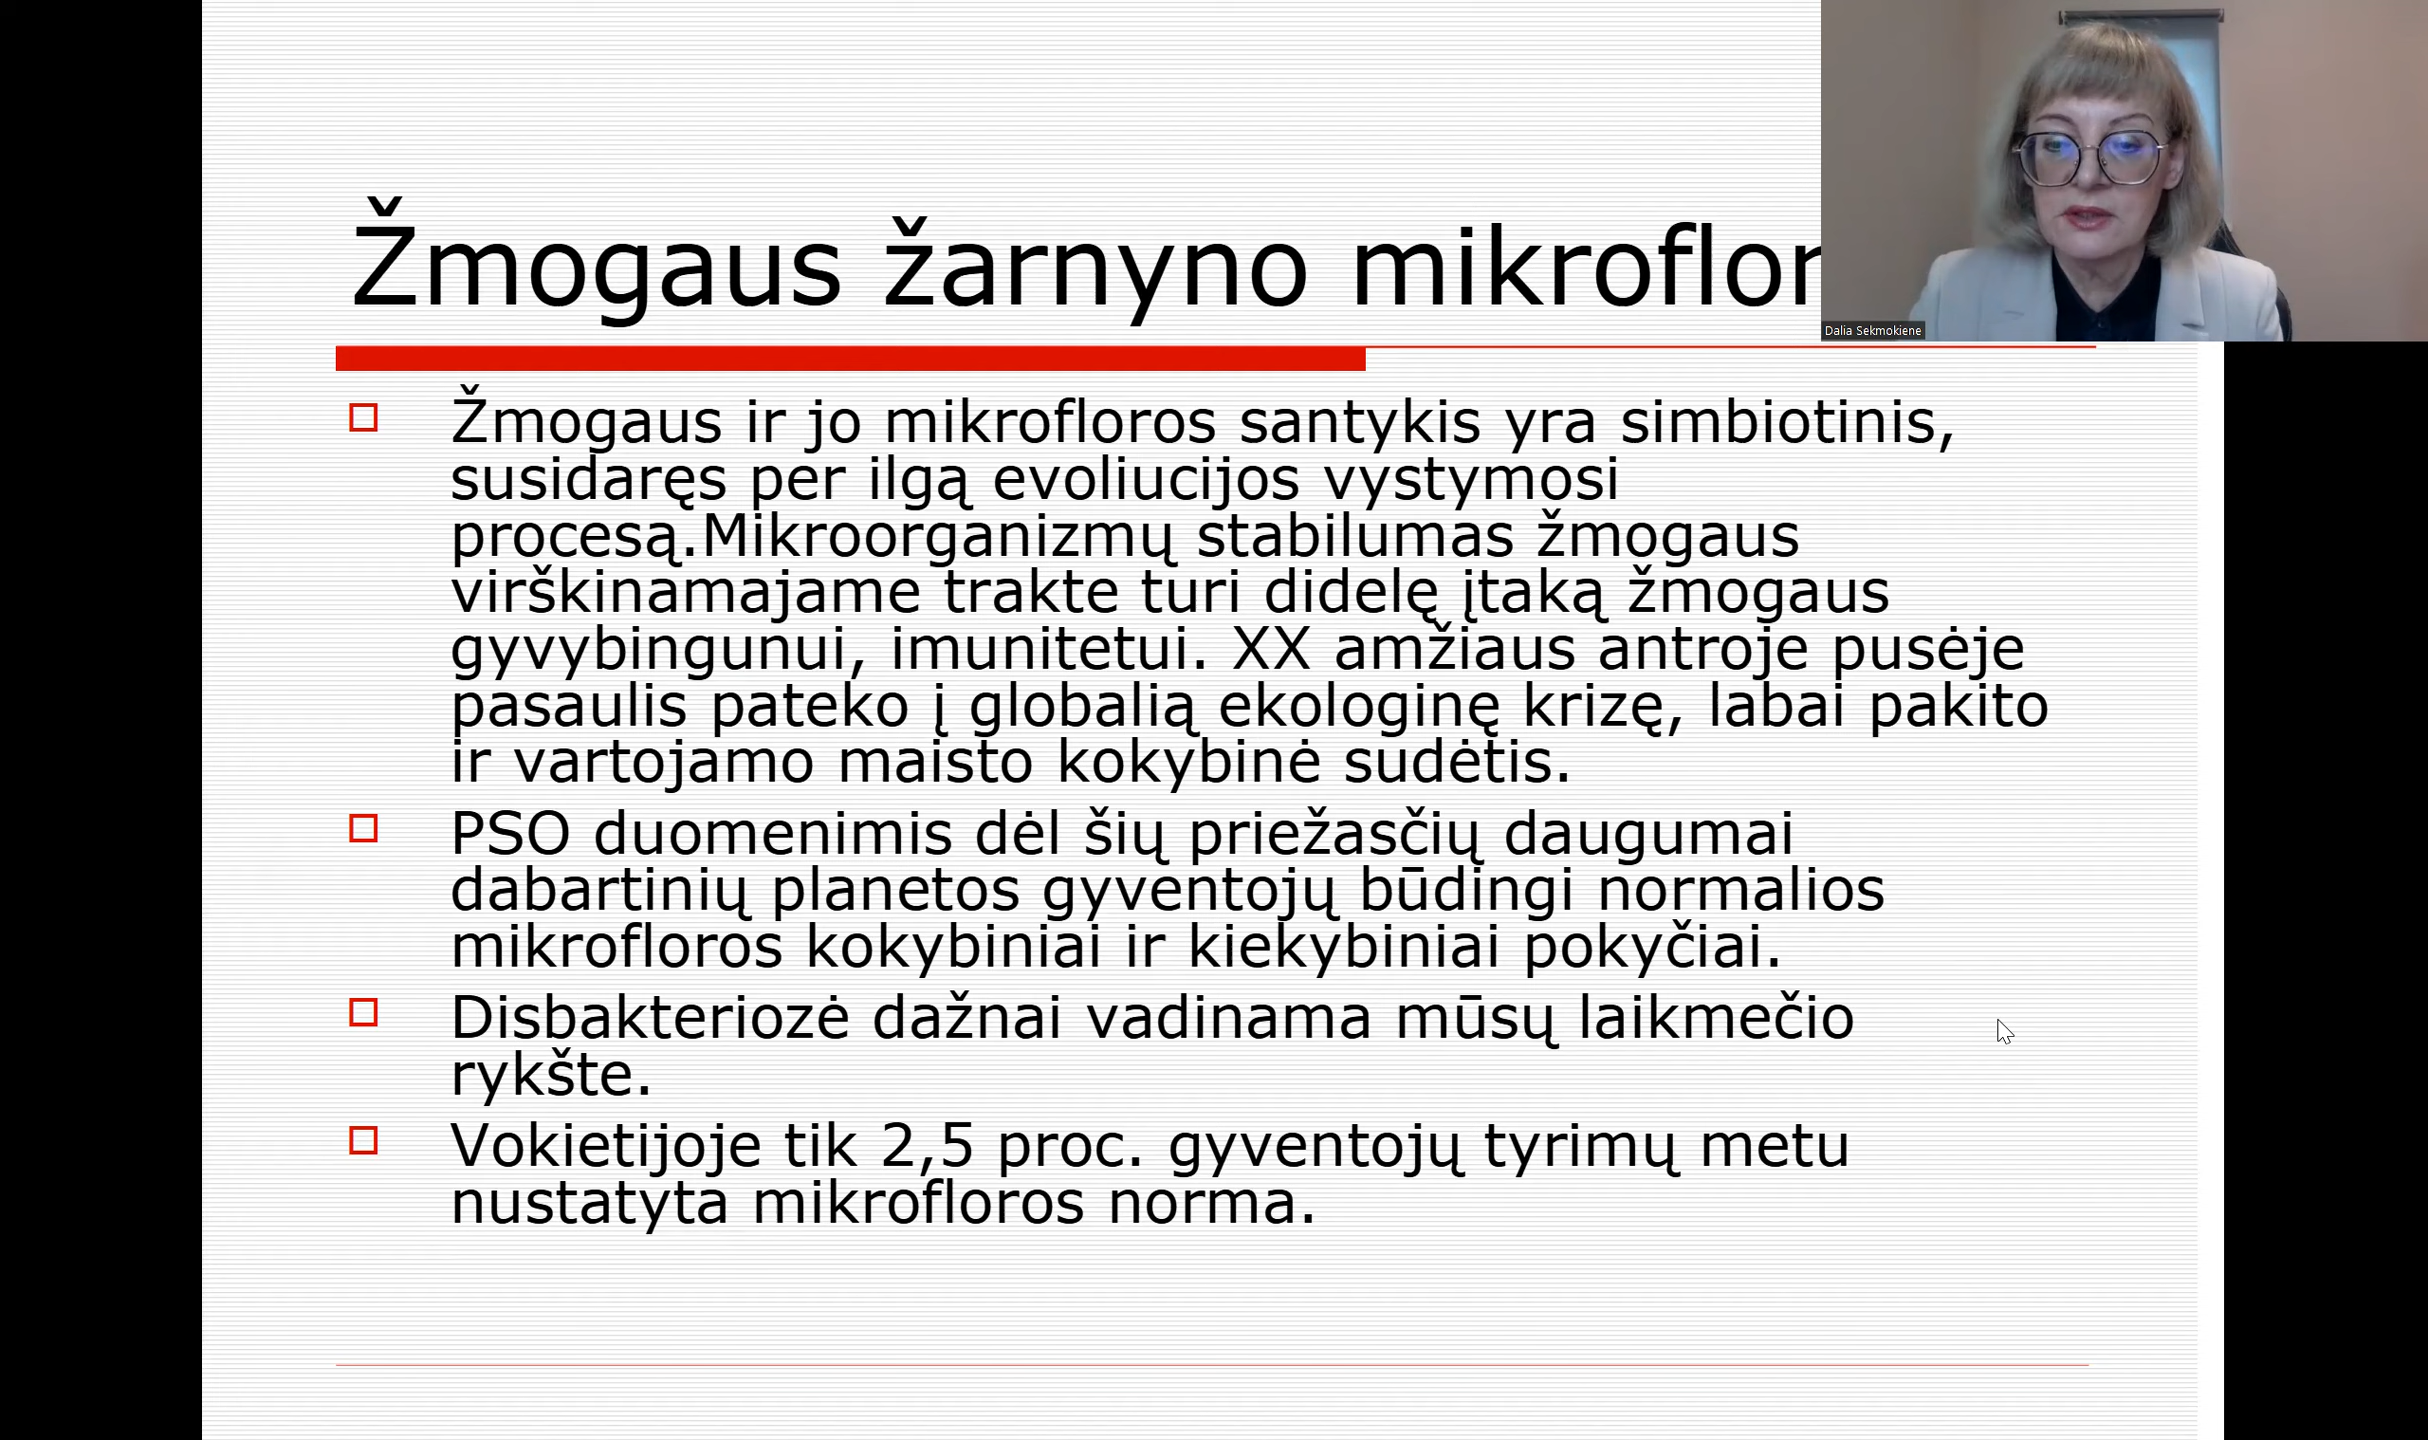 Žmogaus žarnyno mikroflor
Dalia Sekmokiene
Žmogaus ir jo mikrofloros santykis yra simbiotinis,
susidaręs per ilgą evoliucijos vystymosi
procesą.Mikroorganizmų stabilumas žmogaus
virškinamajame trakte turi didelę įtaką žmogaus
gyvybingunui, imunitetui. XX amžiaus antroje pusėje
pasaulis pateko į globalią ekologinę krizę, labai pakito
ir vartojamo maisto kokybinė sudėtis.
PSO duomenimis dėl šių priežasčių daugumai
dabartinių planetos gyventojų būdingi normalios
mikrofloros kokybiniai ir kiekybiniai pokyčiai.
Disbakteriozė dažnai vadinama mūsų laikmečio
rykšte.
Vokietijoje tik 2,5 proc. gyventojų tyrimų metu
nustatyta mikrofloros norma.